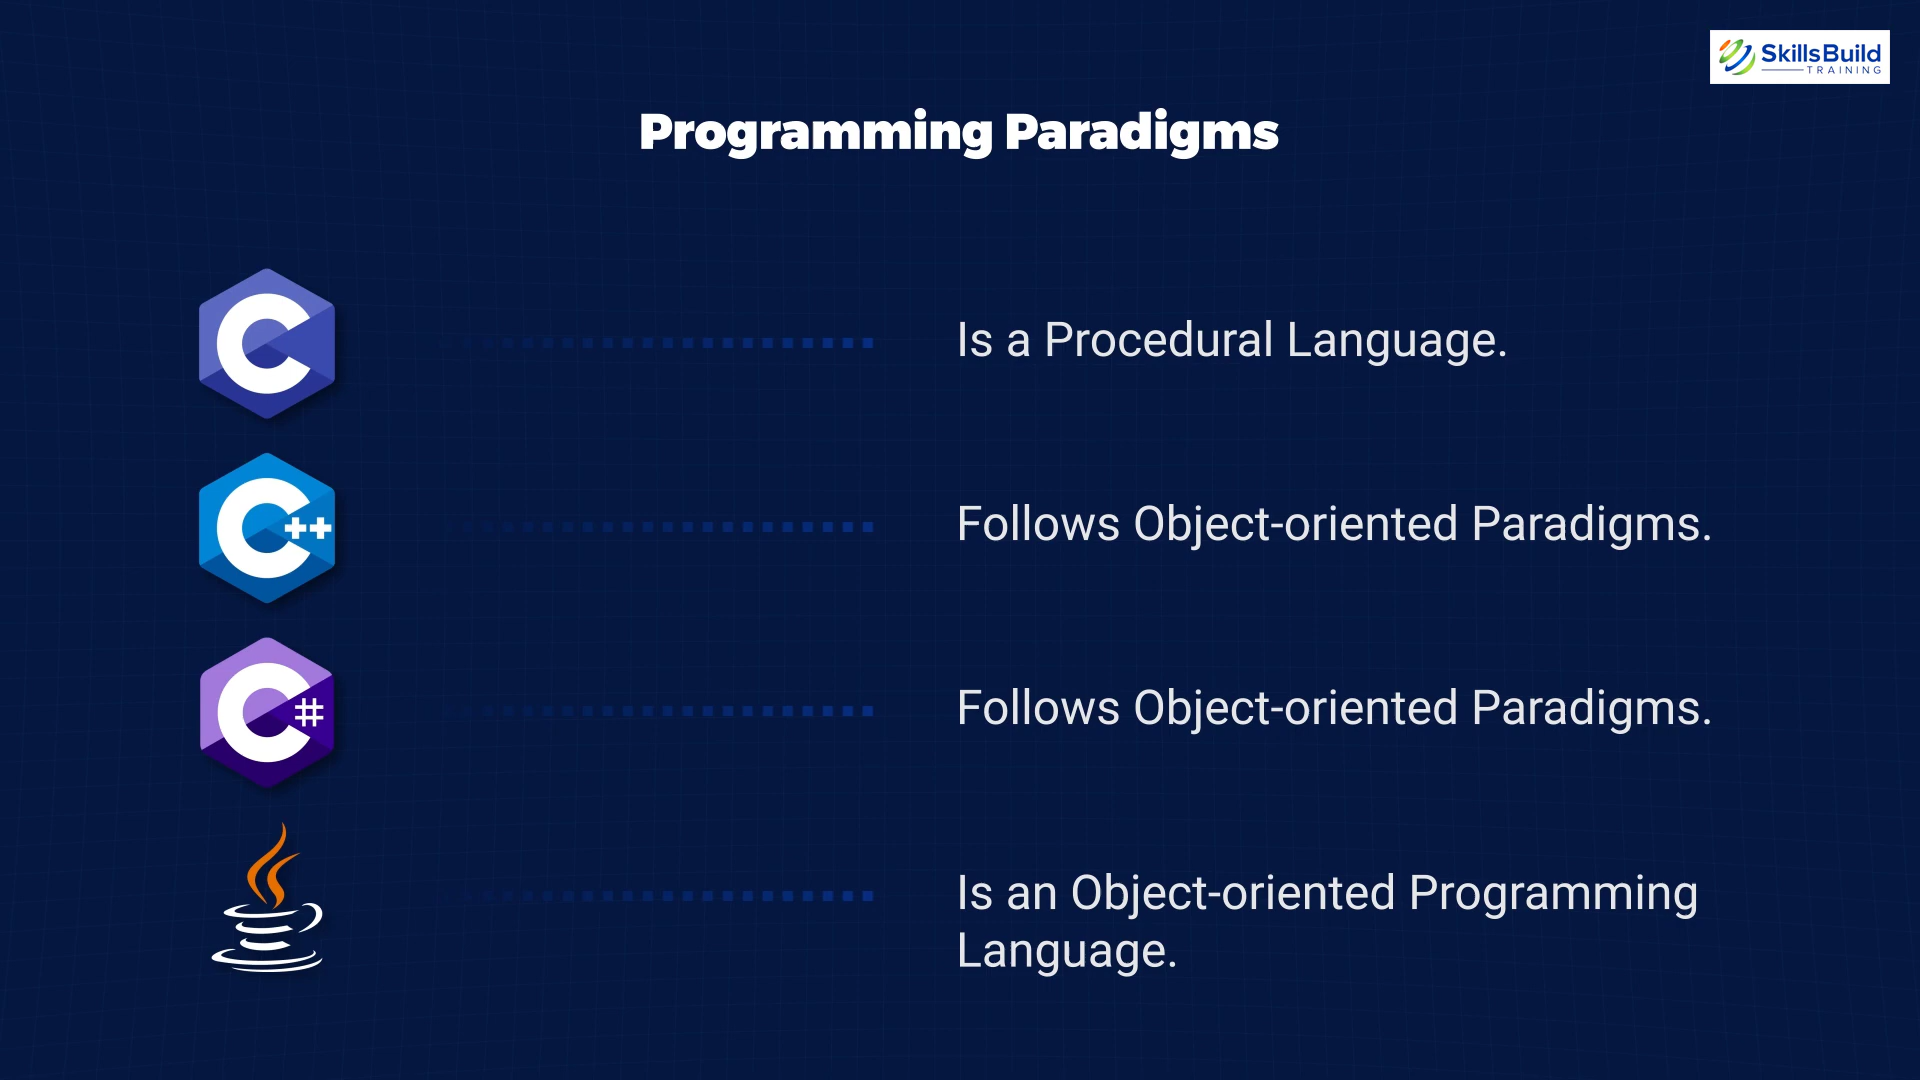 SkillsBuild
TRAINING
Programming Paradigms
C
Is a Procedural Language.
C++
Follows Object-oriented Paradigms.
C#
Follows Object-oriented Paradigms.
Is an Object-oriented Programming
Language.